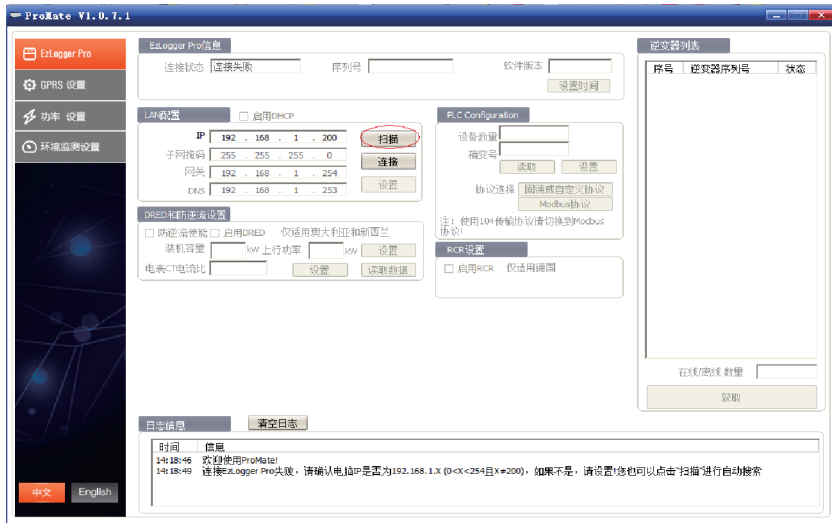 ProMate V1.0.7.1
EzLogger Pro
GPRS 设置
功率 设置
环境监测设置
中文 English
EzLogger Pro信息
连接状态 连接失败 序列号 软件版本
设置时间
LAN配置 启用DHCP
IP 192 . 168 . 1 . 200 扫描
子网掩码 255 . 255 . 255 . 0 连接
网关 192 . 168 . 1 . 254
DNS 192 . 168 . 1 . 253 设置
PLC Configuration
设备数量
箱变号
读取 设置
协议选择 固德威自定义协议
Modbus协议
注：使用104传输协议请切换到Modbus
协议!
DRED和防逆流设置
防逆流使能 启用DRED 仅适用澳大利亚和新西兰
装机容量 kW 上行功率 kW 设置
电表CT电流比 设置 读取数据
RCR设置
启用RCR 仅适用德国
逆变器列表
序号 逆变器序列号 状态
在线/离线 数量
获取
日志信息 清空日志
时间 信息
14:18:46 欢迎使用ProMate!
14:18:49 连接EzLogger Pro失败，请确认电脑IP是否为192.168.1.X (0<X<254且X≠200)，如果不是，请设置!您也可以点击"扫描"进行自动搜索